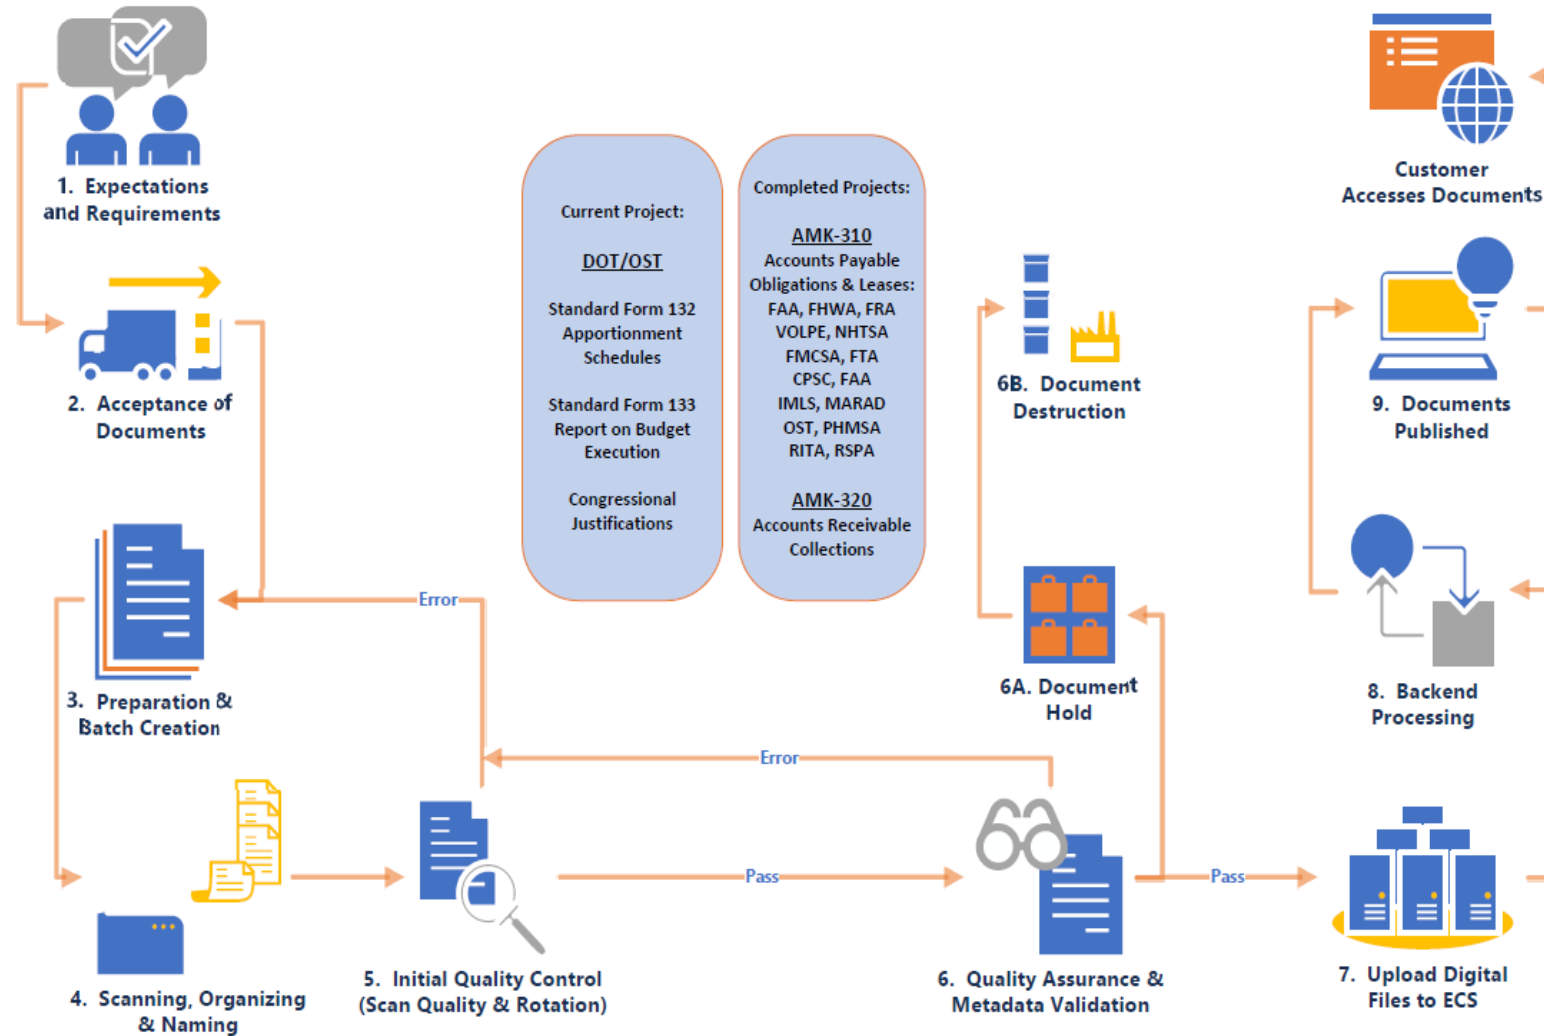 1. Expectations
and Requirements
2. Acceptance of
Documents
3. Preparation &
Batch Creation
4. Scanning, Organizing
& Naming
5. Initial Quality Control
(Scan Quality & Rotation)
Error
Error
Pass
Pass
Current Project:
DOT/OST
Standard Form 132
Apportionment
Schedules
Standard Form 133
Report on Budget
Execution
Congressional
Justifications
Completed Projects:
AMK-310
Accounts Payable
Obligations & Leases:
FAA, FHWA, FRA
VOLPE, NHTSA
FMCSA, FTA
CPSC, FAA
IMLS, MARAD
OST, PHMSA
RITA, RSPA
AMK-320
Accounts Receivable
Collections
6. Quality Assurance &
Metadata Validation
6A. Document
Hold
6B. Document
Destruction
7. Upload Digital
Files to ECS
8. Backend
Processing
9. Documents
Published
Customer
Accesses Documents